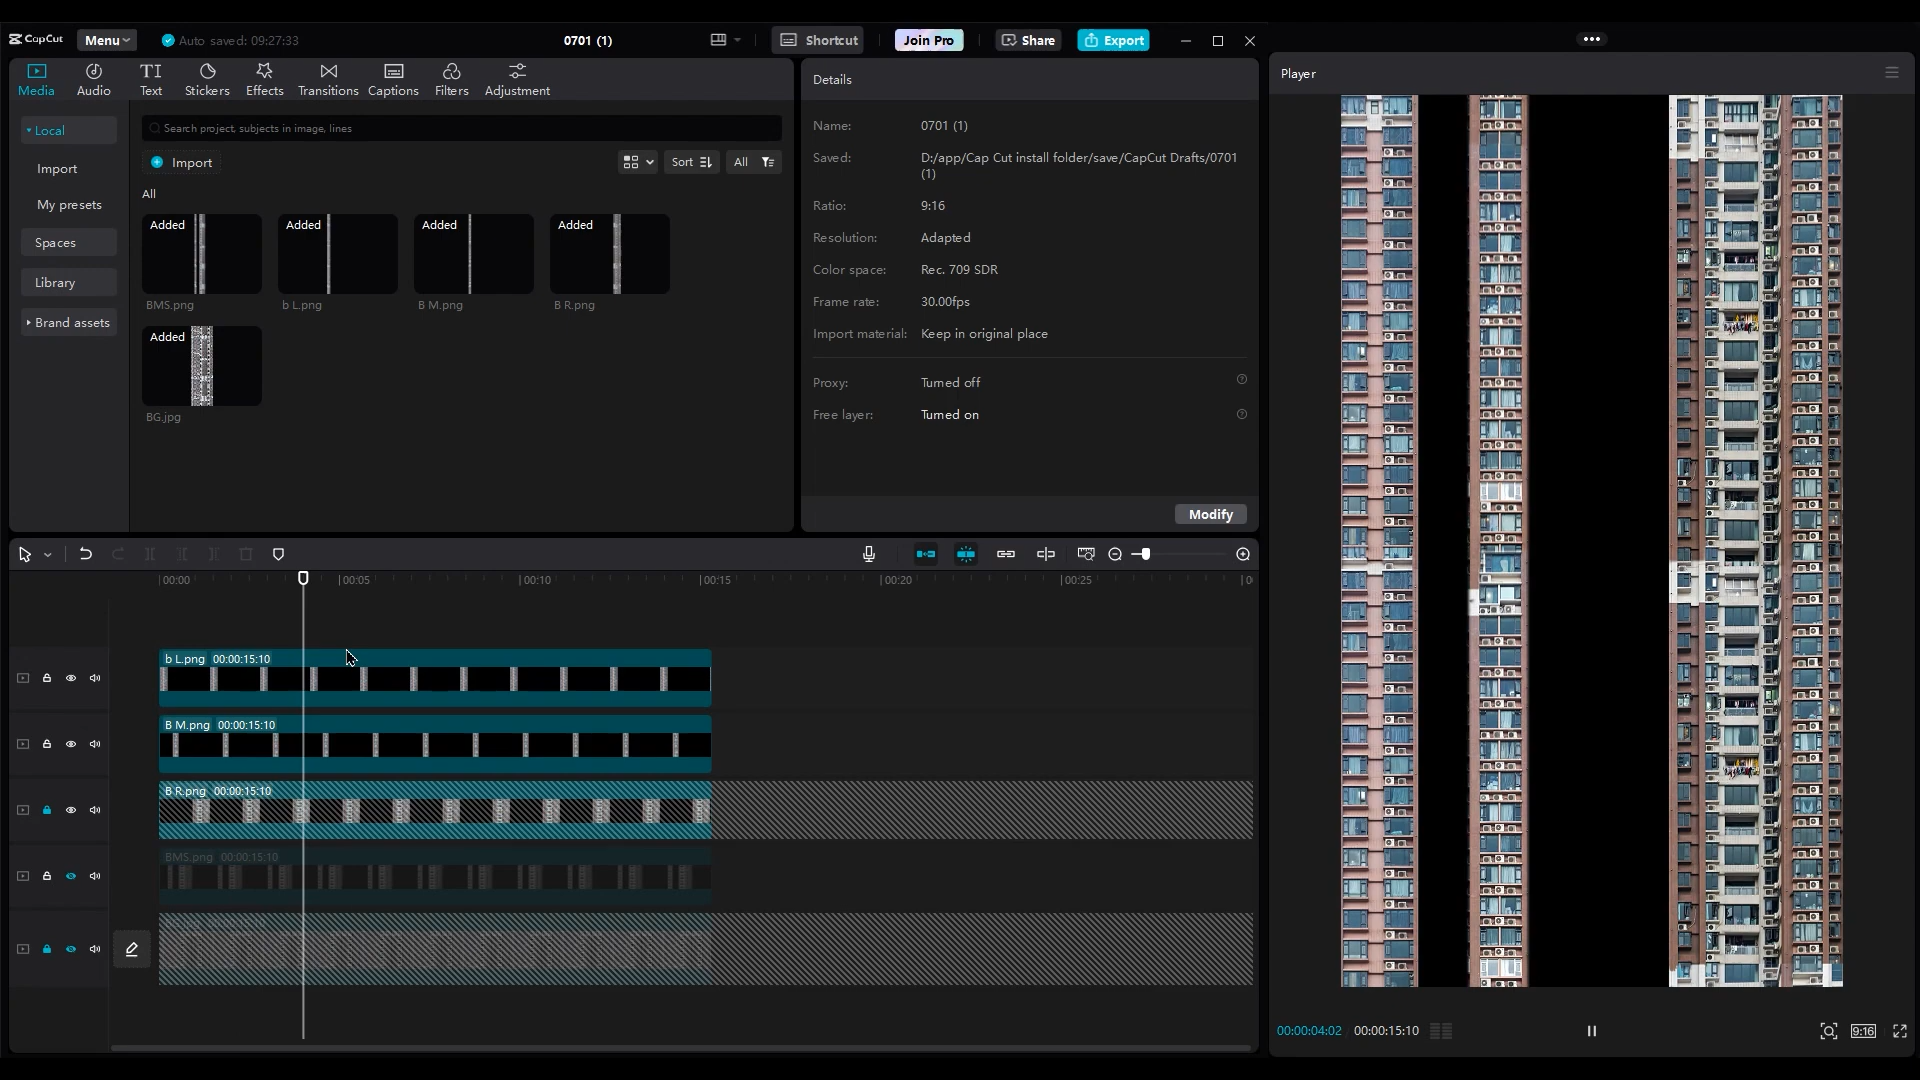 CapCut
Menu
Auto saved: 09:27:33
0701 (1)
Shortcut
Join Pro
Share
Export
Media
Audio
TI
Text
Stickers
Effects
Transitions
Captions
Filters
Adjustment
Local
Import
My presets
Spaces
Library
Brand assets
Search project, subjects in image, lines
Import
Sort
All
All
Added
Added
Added
Added
BMS.png
b L.png
B M.png
B R.png
Added
BG.jpg
Details
Name: 0701 (1)
Saved: D:/app/Cap Cut install folder/save/CapCut Drafts/0701
(1)
Ratio: 9:16
Resolution: Adapted
Color space: Rec. 709 SDR
Frame rate: 30.00fps
Import material: Keep in original place
Proxy: Turned off
Free layer: Turned on
Modify
Player
00:00
00:05
00:10
00:15
00:20
00:25
b L.png 00:00:15:10
B M.png 00:00:15:10
B R.png 00:00:15:10
BMS.png 00:00:15:10
00:00:04:02
00:00:15:10
9:16